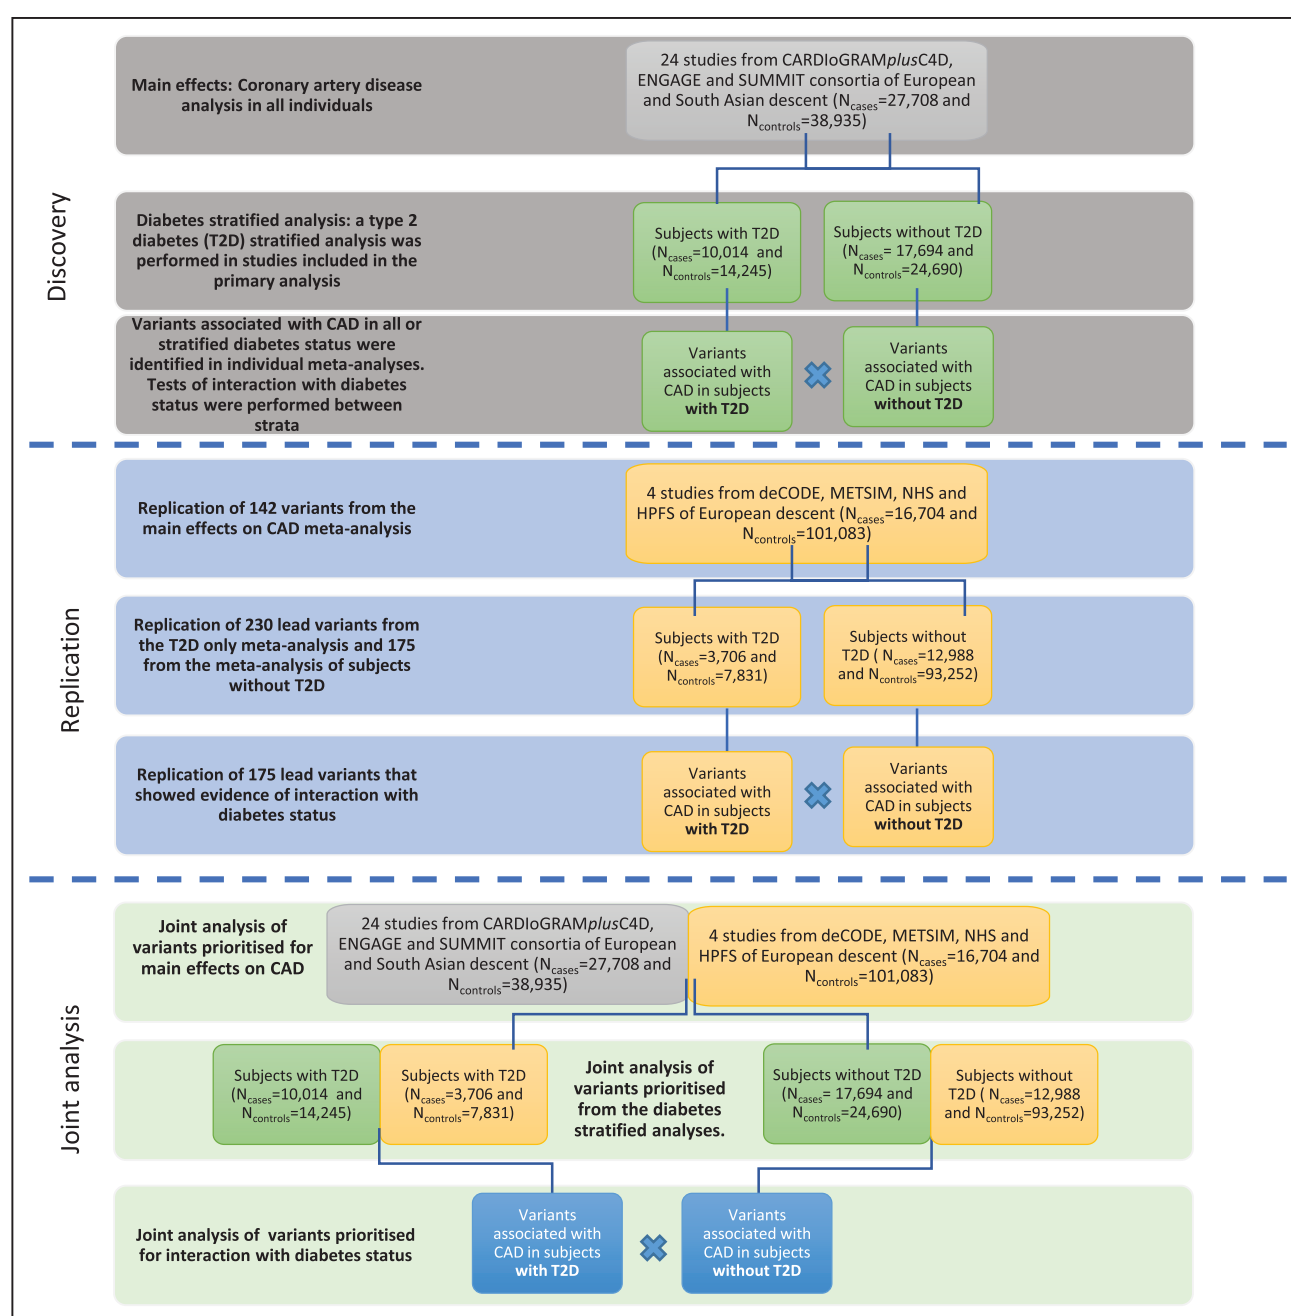 Discovery
Main effects: Coronary artery disease
analysis in all individuals
24 studies from CARDIoGRAMplusC4D,
ENGAGE and SUMMIT consortia of European
and South Asian descent (Ncases=27,708 and
Ncontrols=38,935)
Diabetes stratified analysis: a type 2
diabetes (T2D) stratified analysis was
performed in studies included in the
primary analysis
Subjects with T2D
(Ncases=10,014 and
Ncontrols=14,245)
Subjects without T2D
(Ncases= 17,694 and
Ncontrols=24,690)
Variants associated with CAD in all or
stratified diabetes status were
identified in individual meta-analyses.
Tests of interaction with diabetes
status were performed between
strata
Variants
associated with
CAD in subjects
with T2D
Variants
associated with
CAD in subjects
without T2D
Replication
Replication of 142 variants from the
main effects on CAD meta-analysis
4 studies from deCODE, METSIM, NHS and
HPFS of European descent (Ncases=16,704 and
Ncontrols=101,083)
Replication of 230 lead variants from
the T2D only meta-analysis and 175
from the meta-analysis of subjects
without T2D
Subjects with T2D
(Ncases=3,706 and
Ncontrols=7,831)
Subjects without
T2D ( Ncases=12,988
and Ncontrols=93,252)
Replication of 175 lead variants that
showed evidence of interaction with
diabetes status
Variants
associated with
CAD in subjects
with T2D
Variants
associated with
CAD in subjects
without T2D
Joint analysis
Joint analysis of
variants prioritised for
main effects on CAD
24 studies from CARDIoGRAMplusC4D,
ENGAGE and SUMMIT consortia of European
and South Asian descent (Ncases=27,708 and
Ncontrols=38,935)
4 studies from deCODE, METSIM, NHS and
HPFS of European descent (Ncases=16,704 and
Ncontrols=101,083)
Subjects with T2D
(Ncases=10,014 and
Ncontrols=14,245)
Subjects with T2D
(Ncases=3,706 and
Ncontrols=7,831)
Joint analysis of
variants prioritised
from the diabetes
stratified analyses.
Subjects without T2D
(Ncases= 17,694 and
Ncontrols=24,690)
Subjects without
T2D ( Ncases=12,988
and Ncontrols=93,252)
Joint analysis of variants prioritised
for interaction with diabetes status
Variants
associated with
CAD in subjects
with T2D
Variants
associated with
CAD in subjects
without T2D